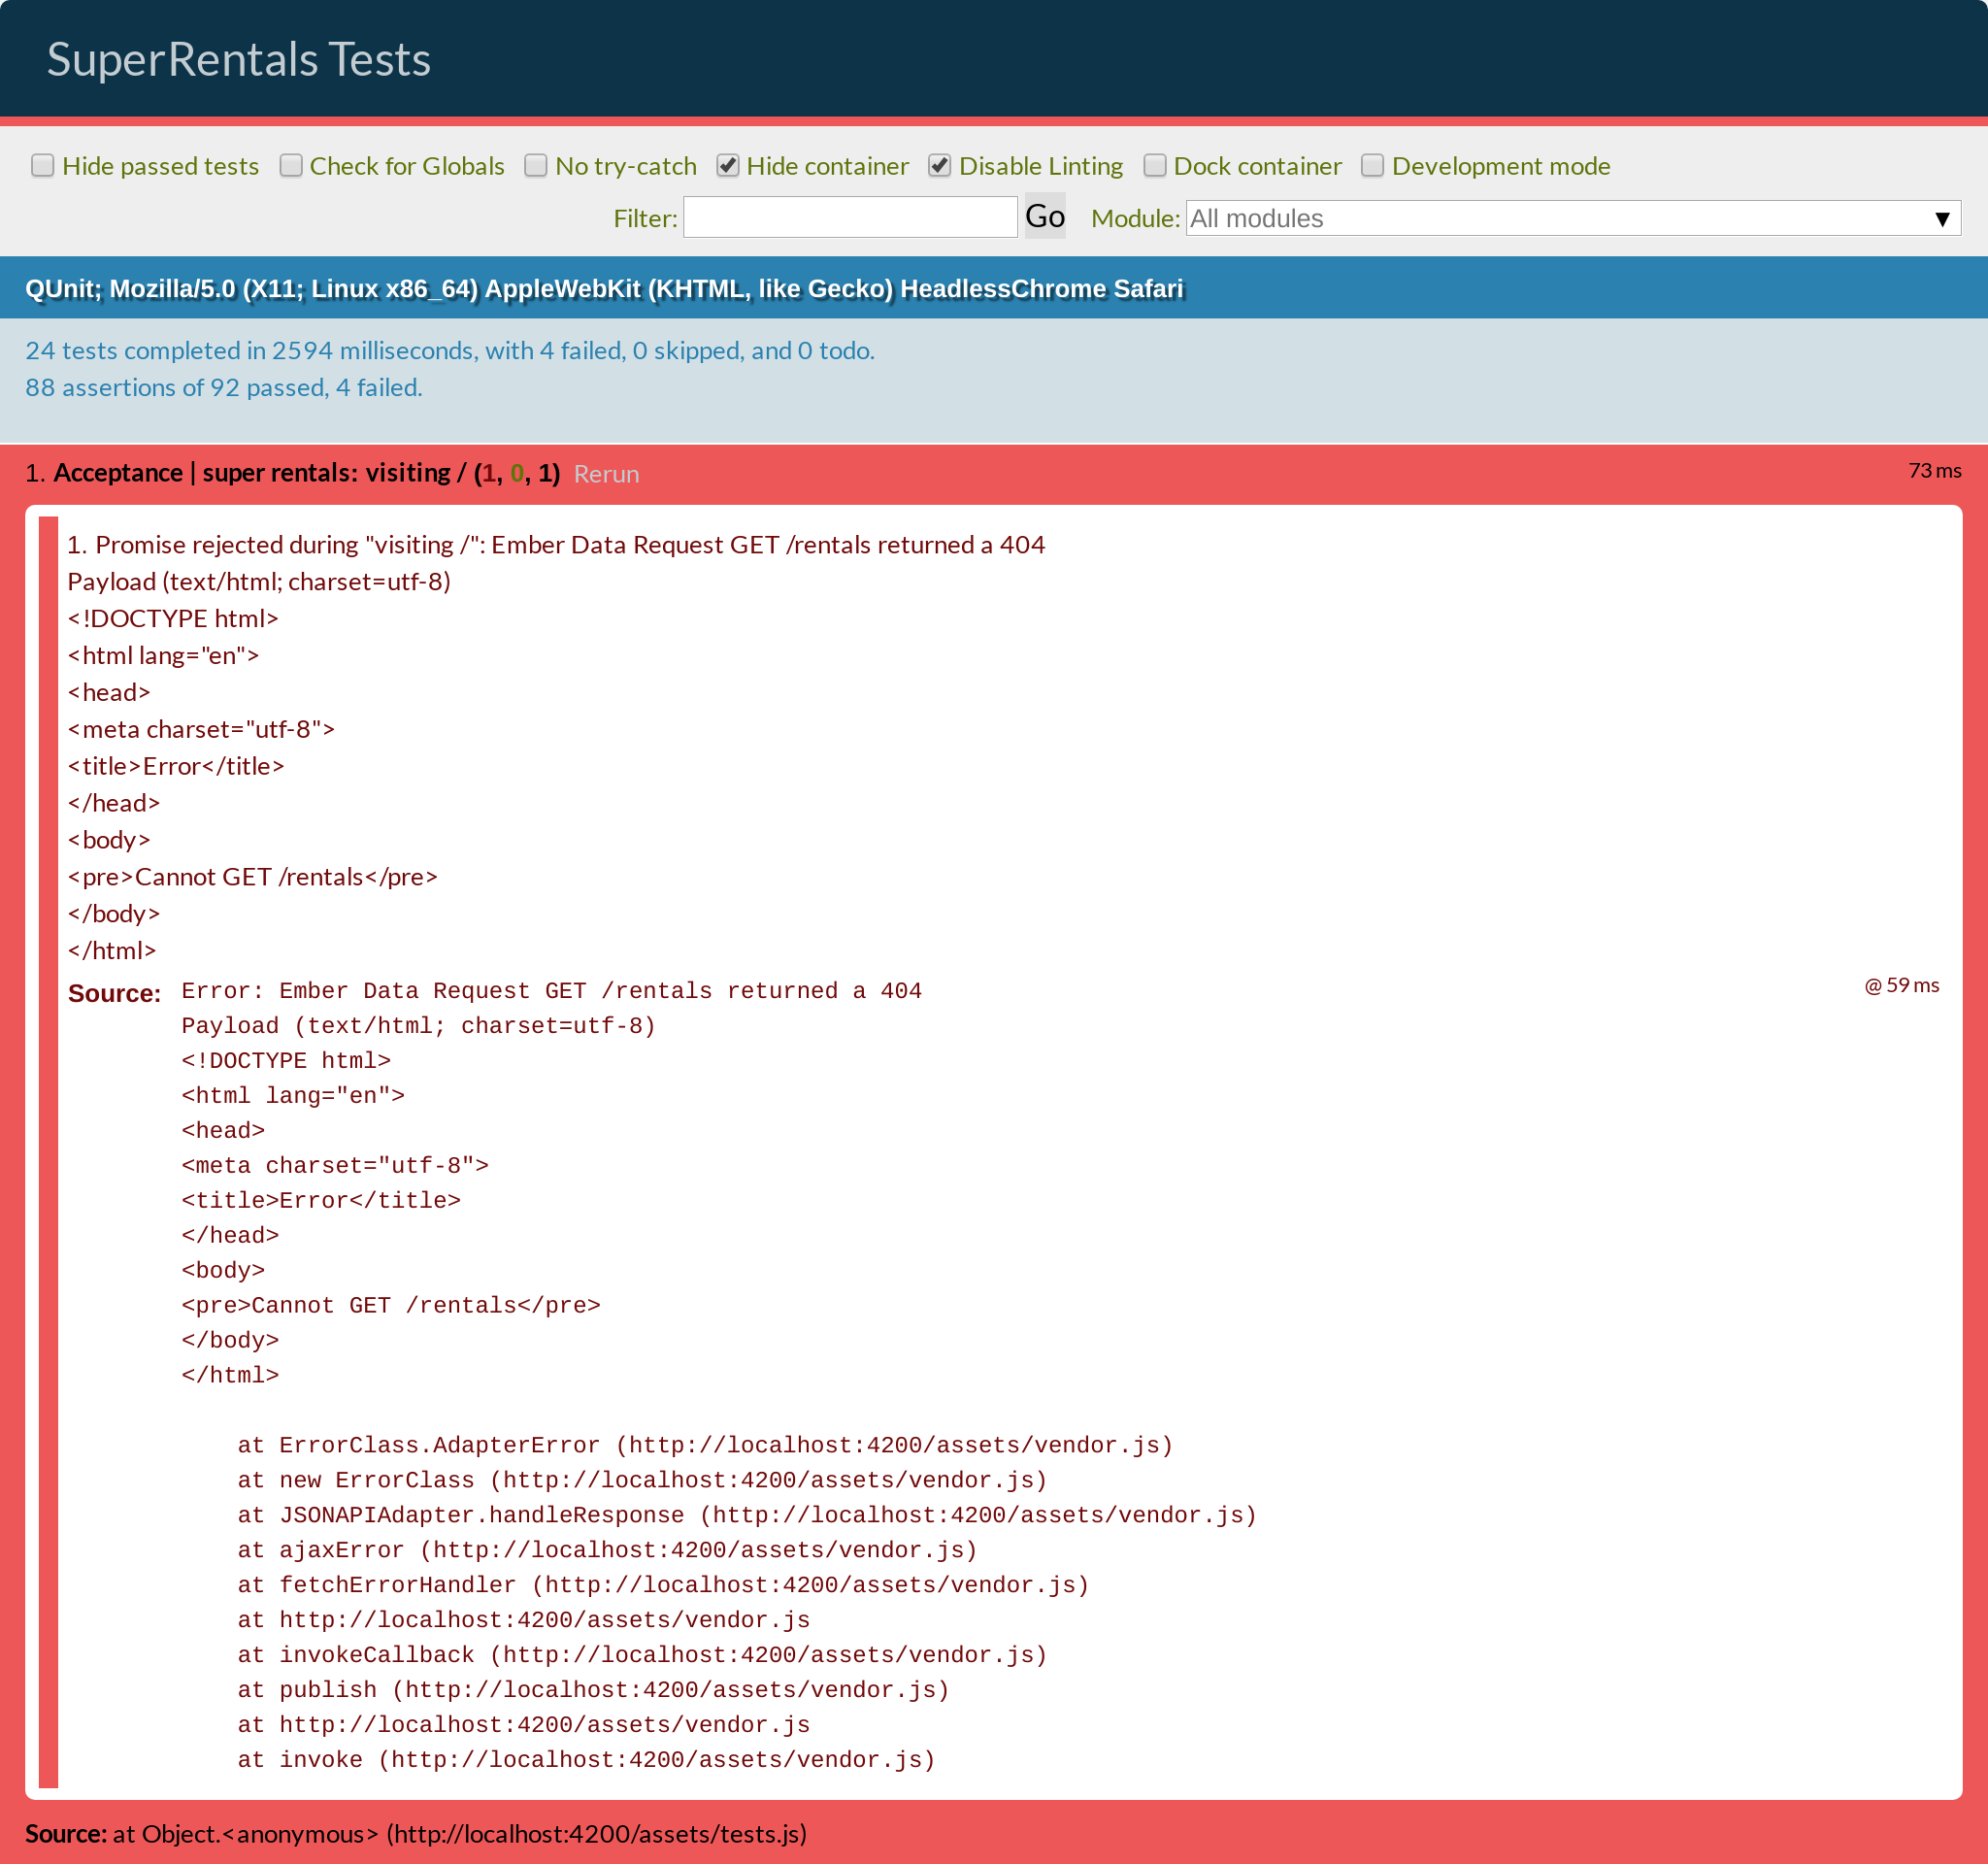 SuperRentals Tests
Hide passed tests Check for Globals No try-catch Hide container Disable Linting Dock container Development mode
Filter: Go Module: All modules ▼
QUnit; Mozilla/5.0 (X11; Linux x86_64) AppleWebKit (KHTML, like Gecko) HeadlessChrome Safari
24 tests completed in 2594 milliseconds, with 4 failed, 0 skipped, and 0 todo.
88 assertions of 92 passed, 4 failed.
1. Acceptance | super rentals: visiting / (1, 0, 1) Rerun 73 ms
1. Promise rejected during "visiting /": Ember Data Request GET /rentals returned a 404
Payload (text/html; charset=utf-8)
<!DOCTYPE html>
<html lang="en">
<head>
<meta charset="utf-8">
<title>Error</title>
</head>
<body>
<pre>Cannot GET /rentals</pre>
</body>
</html>
Source: Error: Ember Data Request GET /rentals returned a 404 @ 59 ms
Payload (text/html; charset=utf-8)
<!DOCTYPE html>
<html lang="en">
<head>
<meta charset="utf-8">
<title>Error</title>
</head>
<body>
<pre>Cannot GET /rentals</pre>
</body>
</html>
at ErrorClass.AdapterError (http://localhost:4200/assets/vendor.js)
at new ErrorClass (http://localhost:4200/assets/vendor.js)
at JSONAPIAdapter.handleResponse (http://localhost:4200/assets/vendor.js)
at ajaxError (http://localhost:4200/assets/vendor.js)
at fetchErrorHandler (http://localhost:4200/assets/vendor.js)
at http://localhost:4200/assets/vendor.js
at invokeCallback (http://localhost:4200/assets/vendor.js)
at publish (http://localhost:4200/assets/vendor.js)
at http://localhost:4200/assets/vendor.js
at invoke (http://localhost:4200/assets/vendor.js)
Source: at Object.<anonymous> (http://localhost:4200/assets/tests.js)